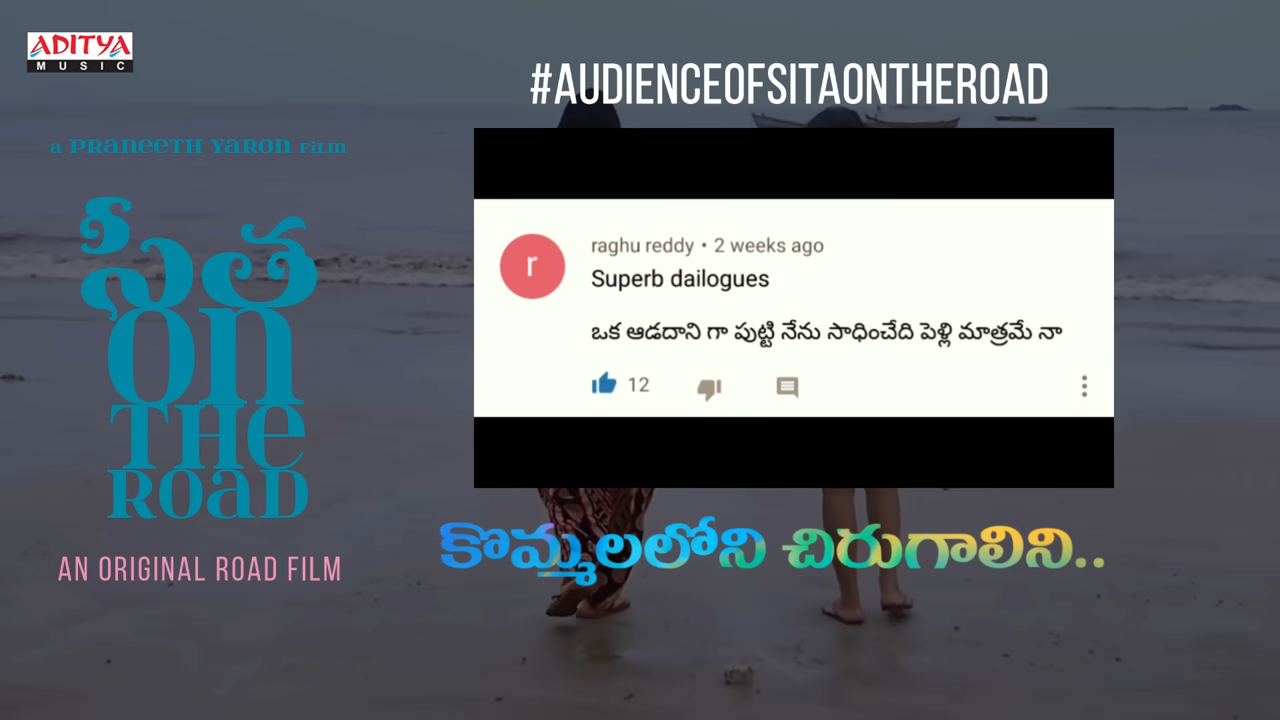 ADITYA
MUSIC
#AUDIENCEOFSITAONTHEROAD
a PRANEETH YARON FILM
సీత
ON
THE
ROAD
AN ORIGINAL ROAD FILM
r
raghu reddy • 2 weeks ago
Superb dailogues
ఒక ఆడదాని గా పుట్టి నేను సాధించేది పెళ్లి మాత్రమే నా
12
కొమ్మలలోని చిరుగాలిని..